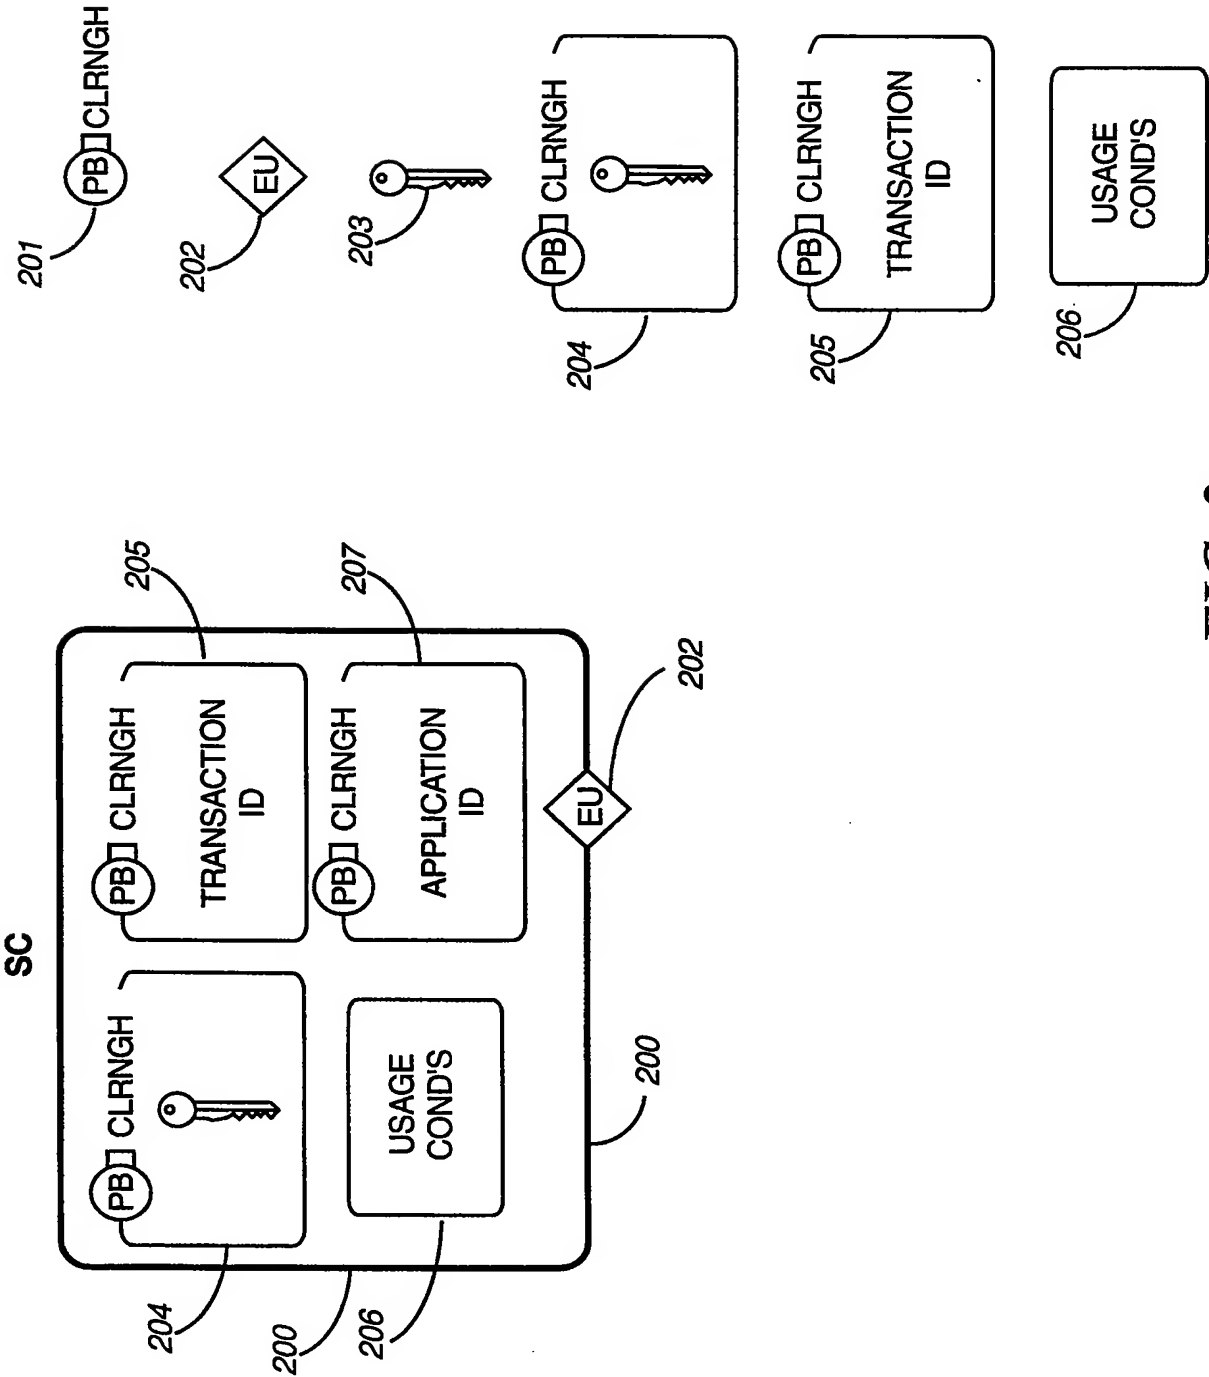 SC
204
PB CLRNGH
PB CLRNGH
205
TRANSACTION
ID
200
206
USAGE
COND'S
PB CLRNGH
207
APPLICATION
ID
EU
202
200
201
PB CLRNGH
202
EU
203
204
PB CLRNGH
205
PB CLRNGH
TRANSACTION
ID
206
USAGE
COND'S